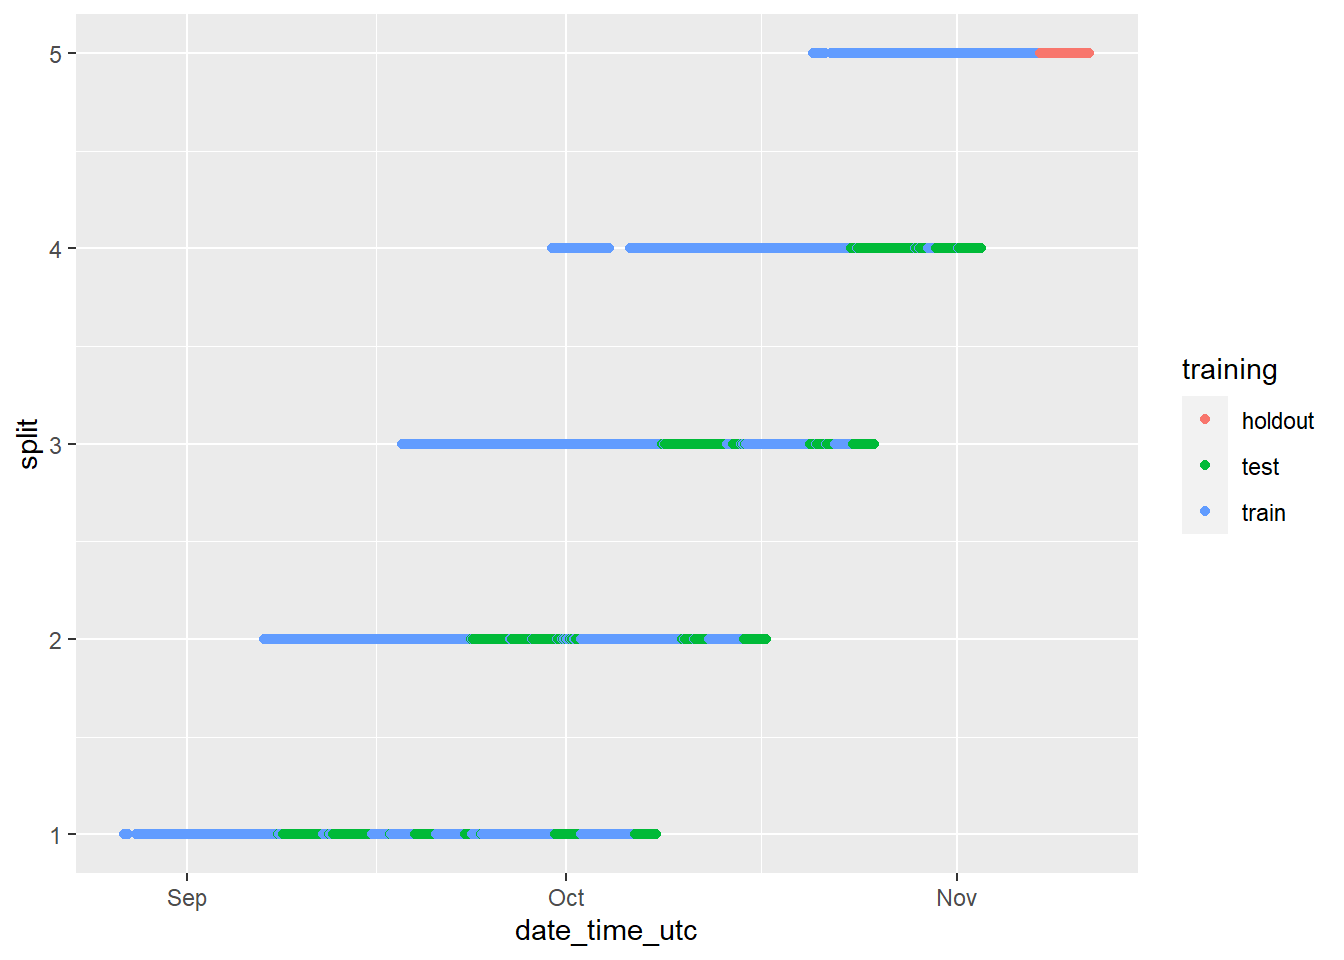 5
4
3
2
1
split
Sep
Oct
Nov
date_time_utc
training
holdout
test
train